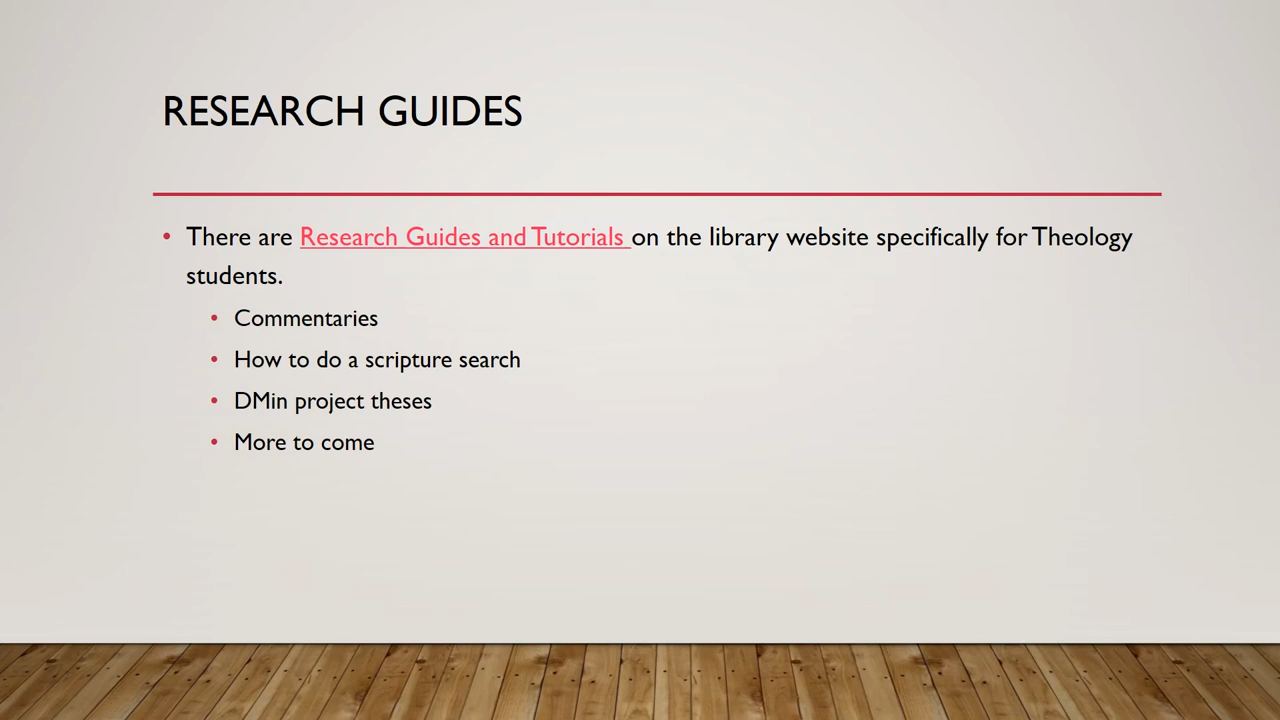 RESEARCH GUIDES
• There are Research Guides and Tutorials on the library website specifically for Theology
students.
• Commentaries
• How to do a scripture search
• DMin project theses
• More to come